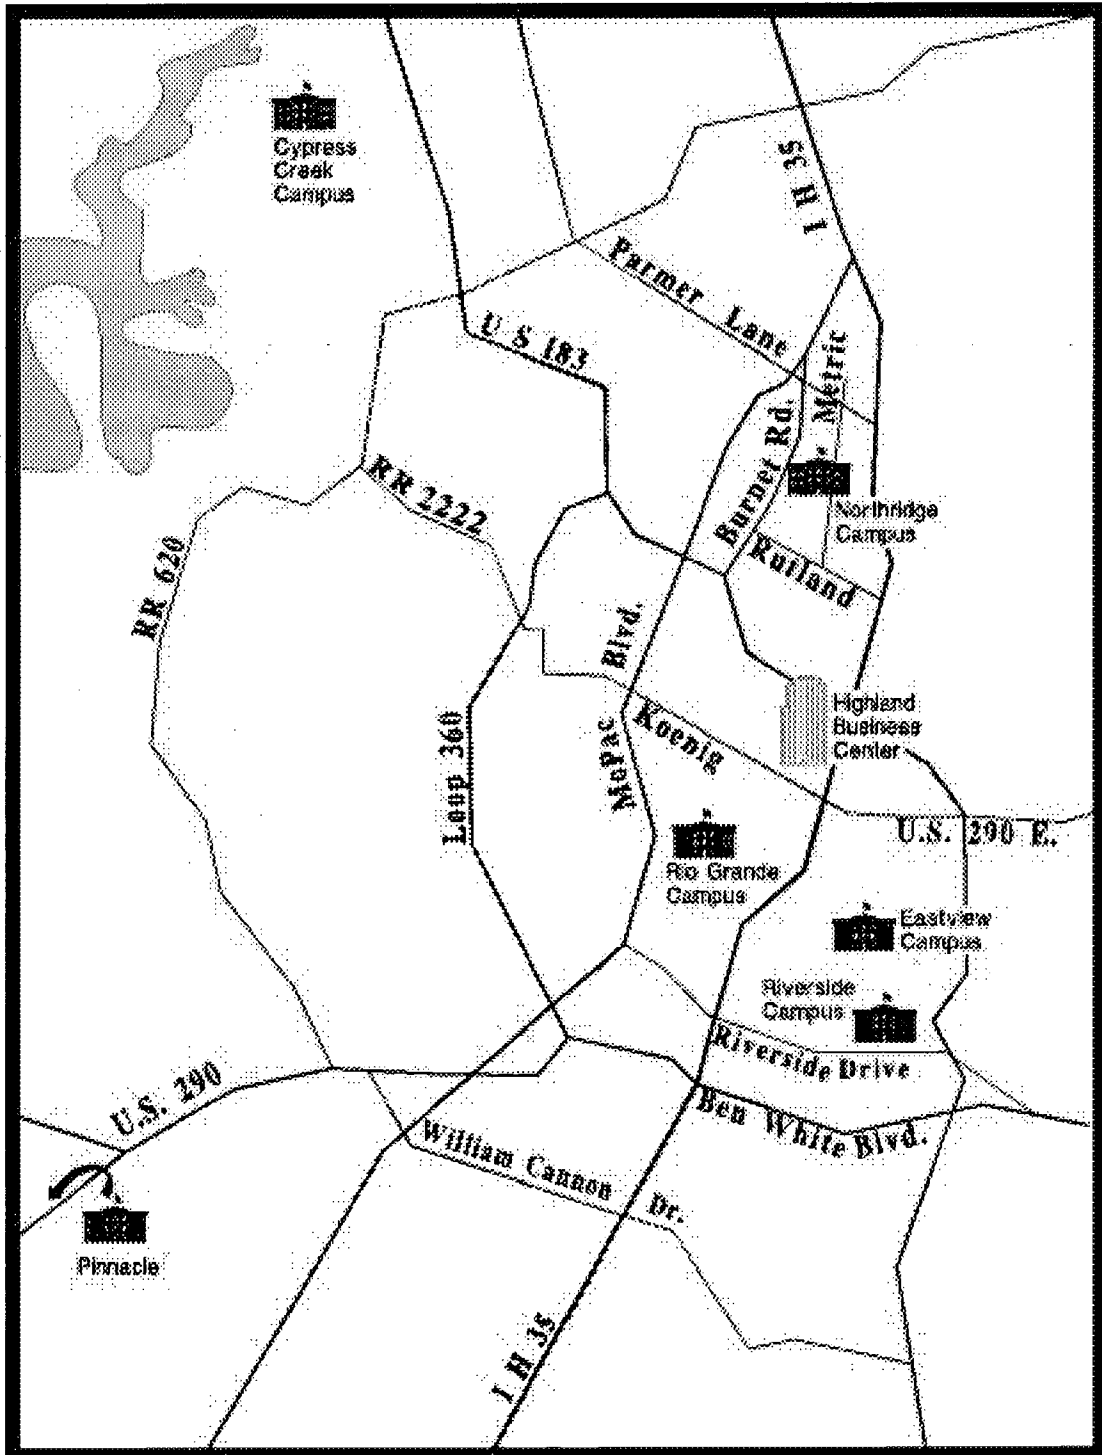 Cypress
Creek
Campus
I H 35
Parmer Lane
U S 183
Metric
Burnet Rd.
RR 2222
Northridge
Campus
Rutland
RR 620
Blvd.
Highland
Business
Center
Koenig
MoPac
Loop 360
U.S. 290 E.
Rio Grande
Campus
Eastview
Campus
Riverside
Campus
Riverside Drive
U.S. 290
Ben White Blvd.
William Cannon Dr.
Pinnacle
I H 35